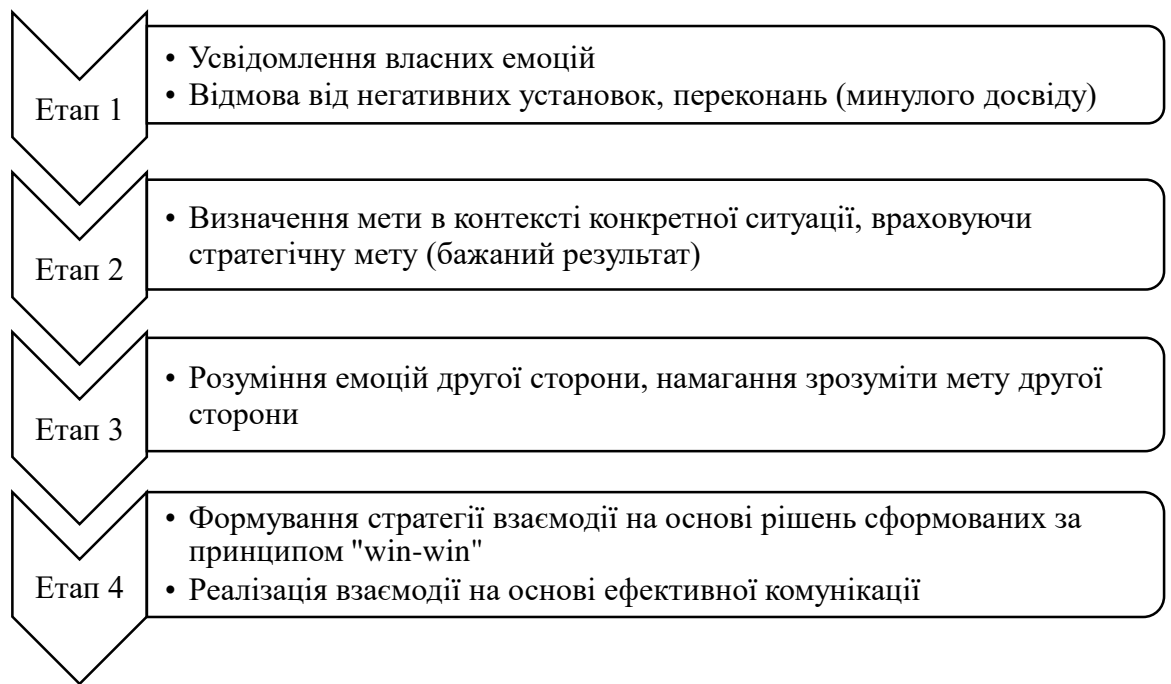 Етап 1
• Усвідомлення власних емоцій
• Відмова від негативних установок, переконань (минулого досвіду)
Етап 2
• Визначення мети в контексті конкретної ситуації, враховуючи
стратегічну мету (бажаний результат)
Етап 3
• Розуміння емоцій другої сторони, намагання зрозуміти мету другої
сторони
Етап 4
• Формування стратегії взаємодії на основі рішень сформованих за
принципом "win-win"
• Реалізація взаємодії на основі ефективної комунікації